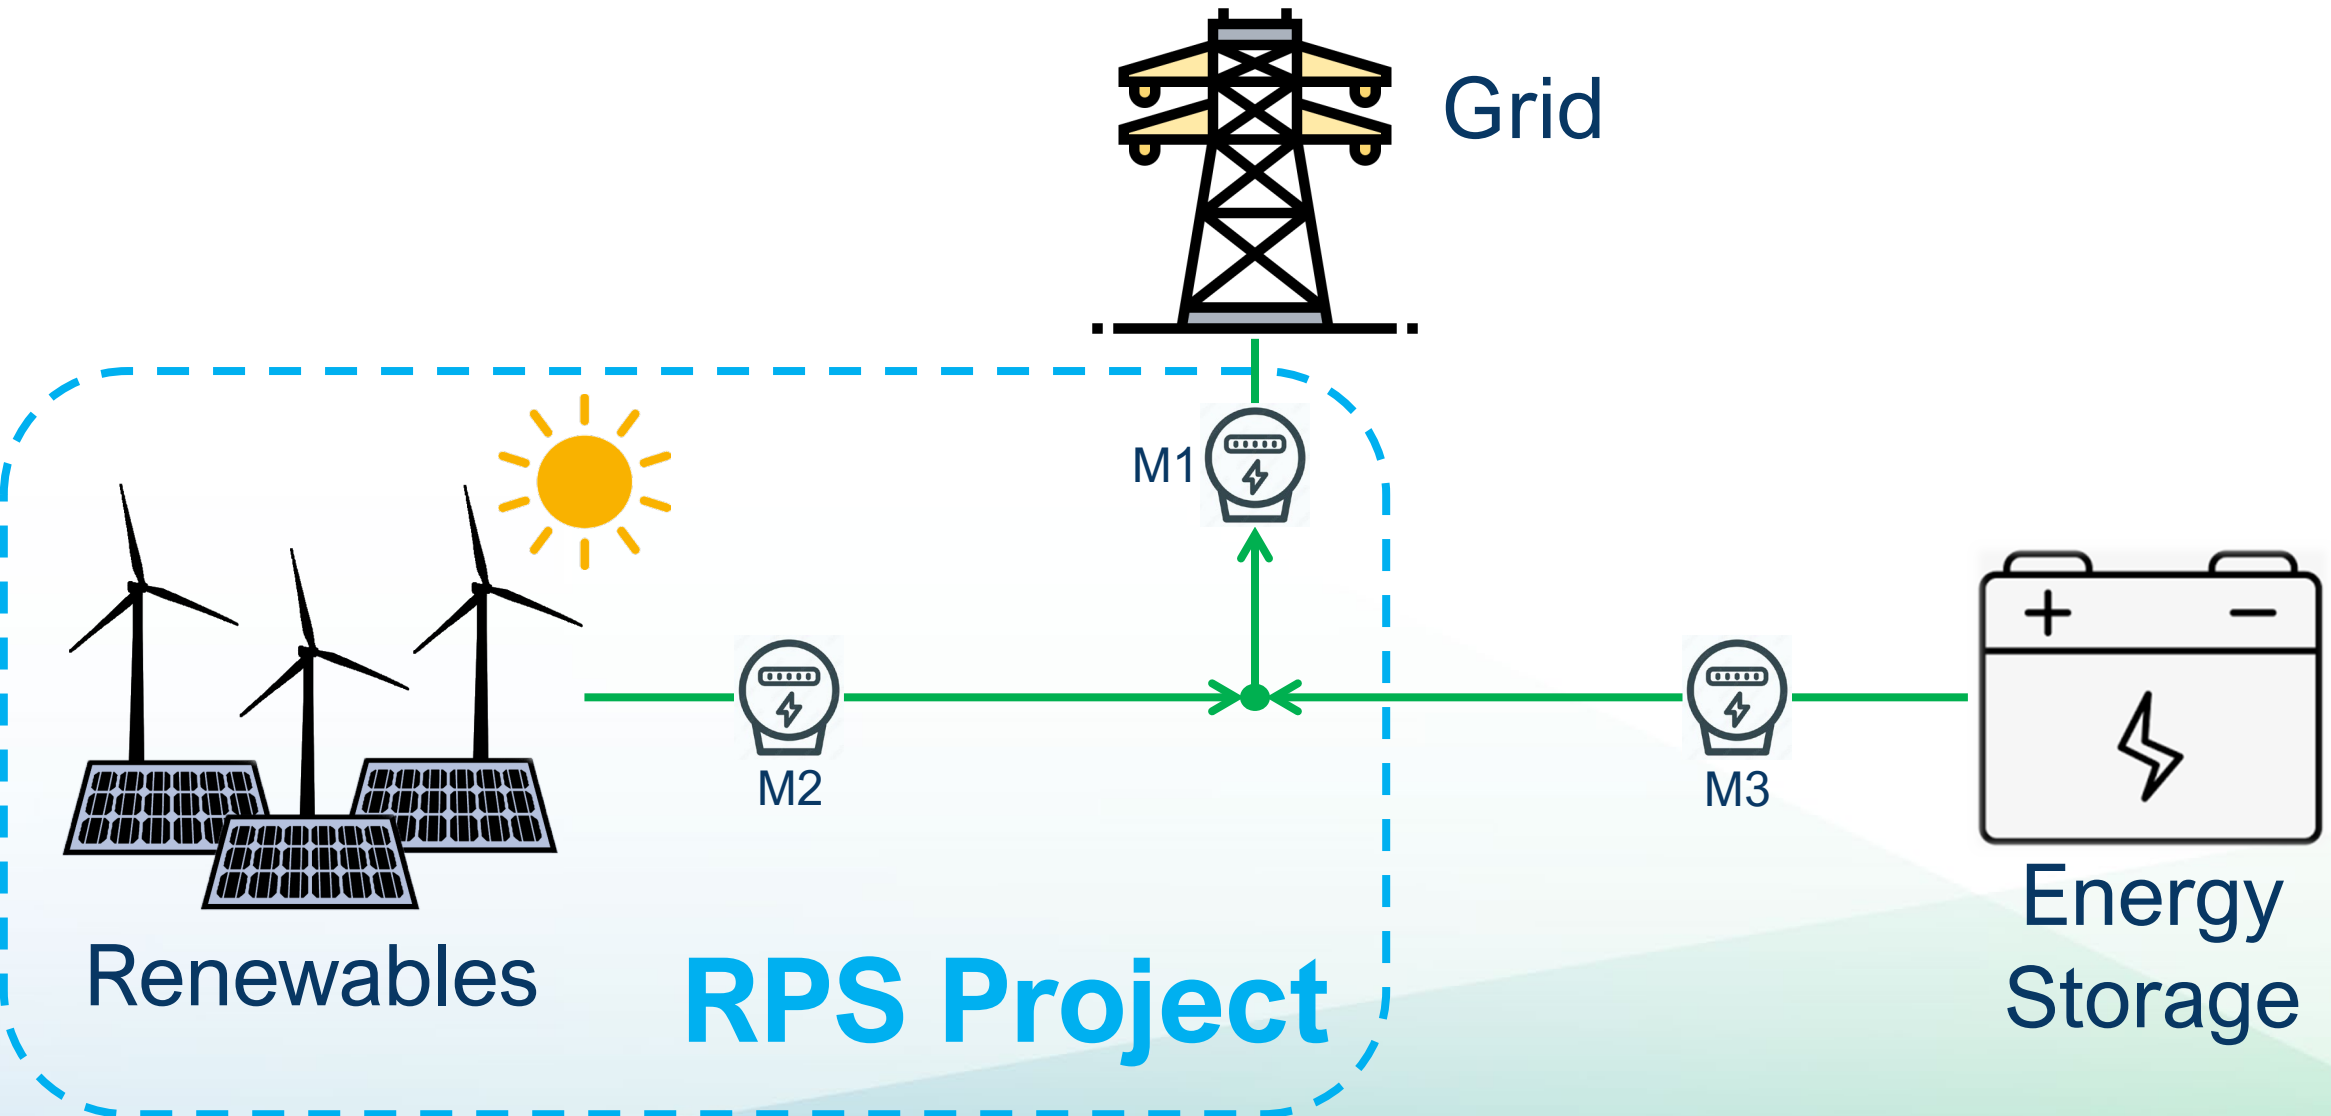 Grid
M1
M2
M3
Renewables
RPS Project
Energy
Storage